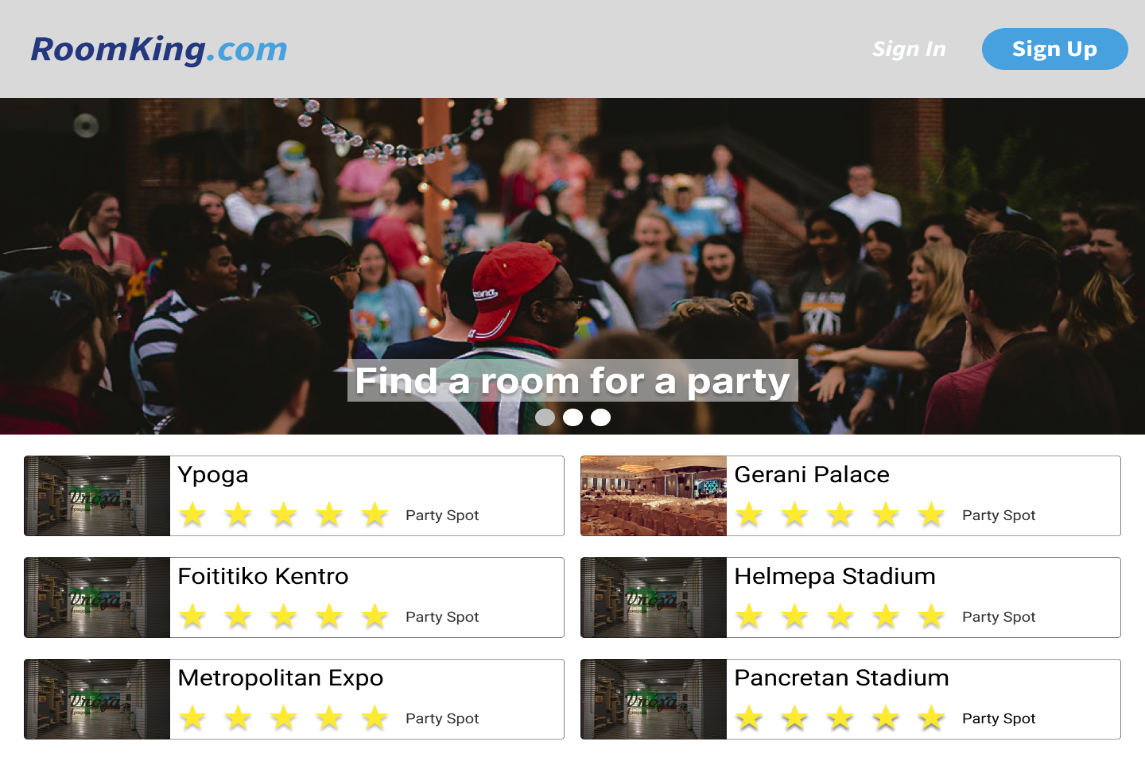 RoomKing.com
Sign In
Sign Up
Find a room for a party
Ypoga
Party Spot
Gerani Palace
Party Spot
Foititiko Kentro
Party Spot
Helmepa Stadium
Party Spot
Metropolitan Expo
Party Spot
Pancretan Stadium
Party Spot